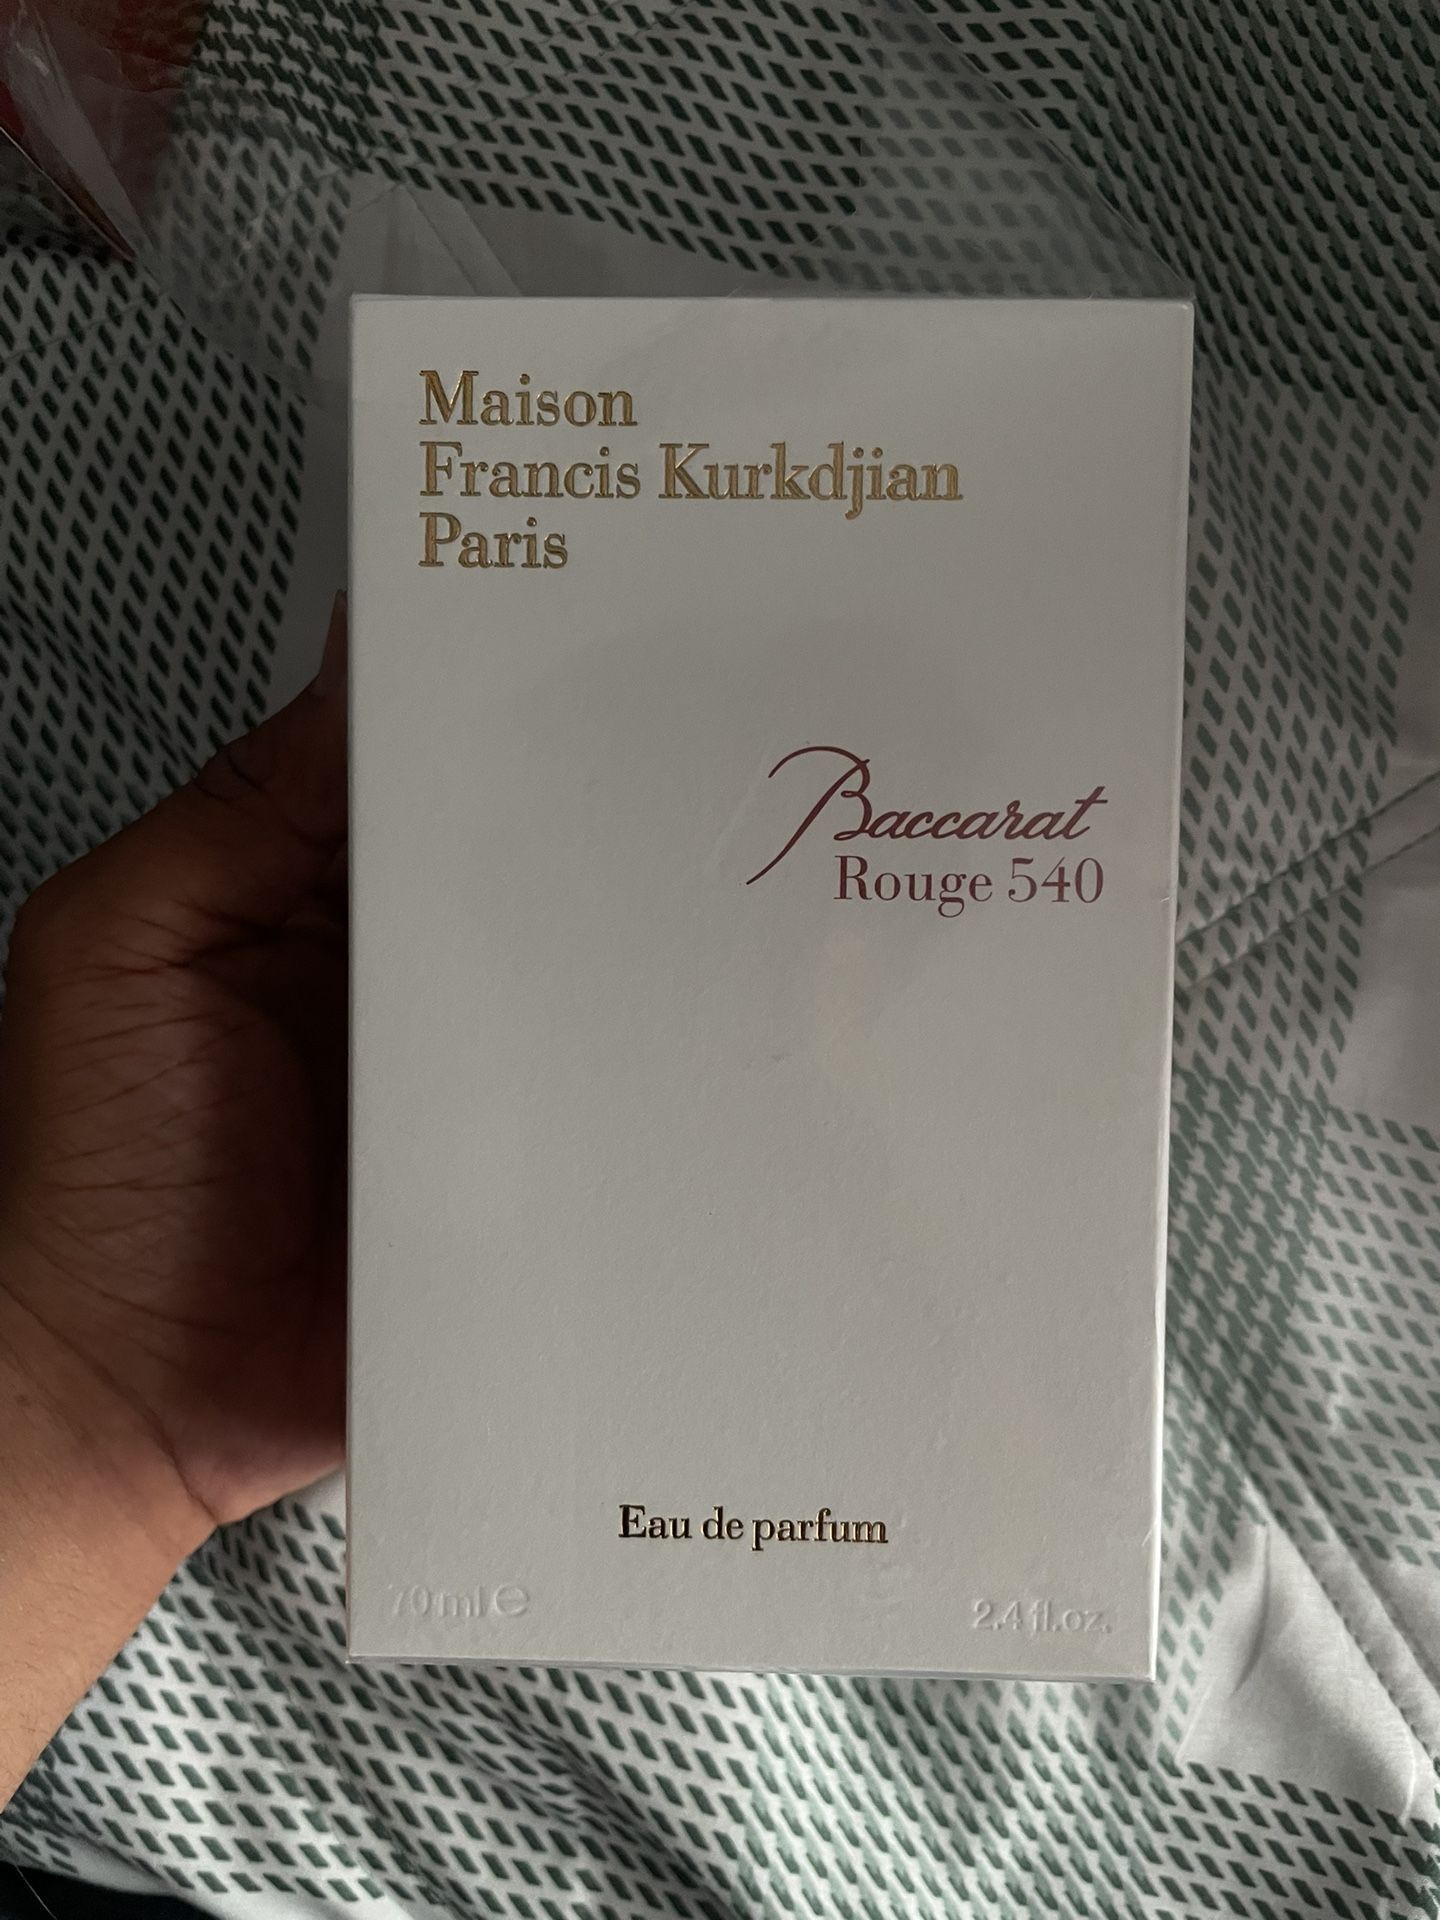 Maison
Francis Kurkdjian
Paris
Baccarat
Rouge 540
Eau de parfum
70 ml ℮
2.4 fl.oz.